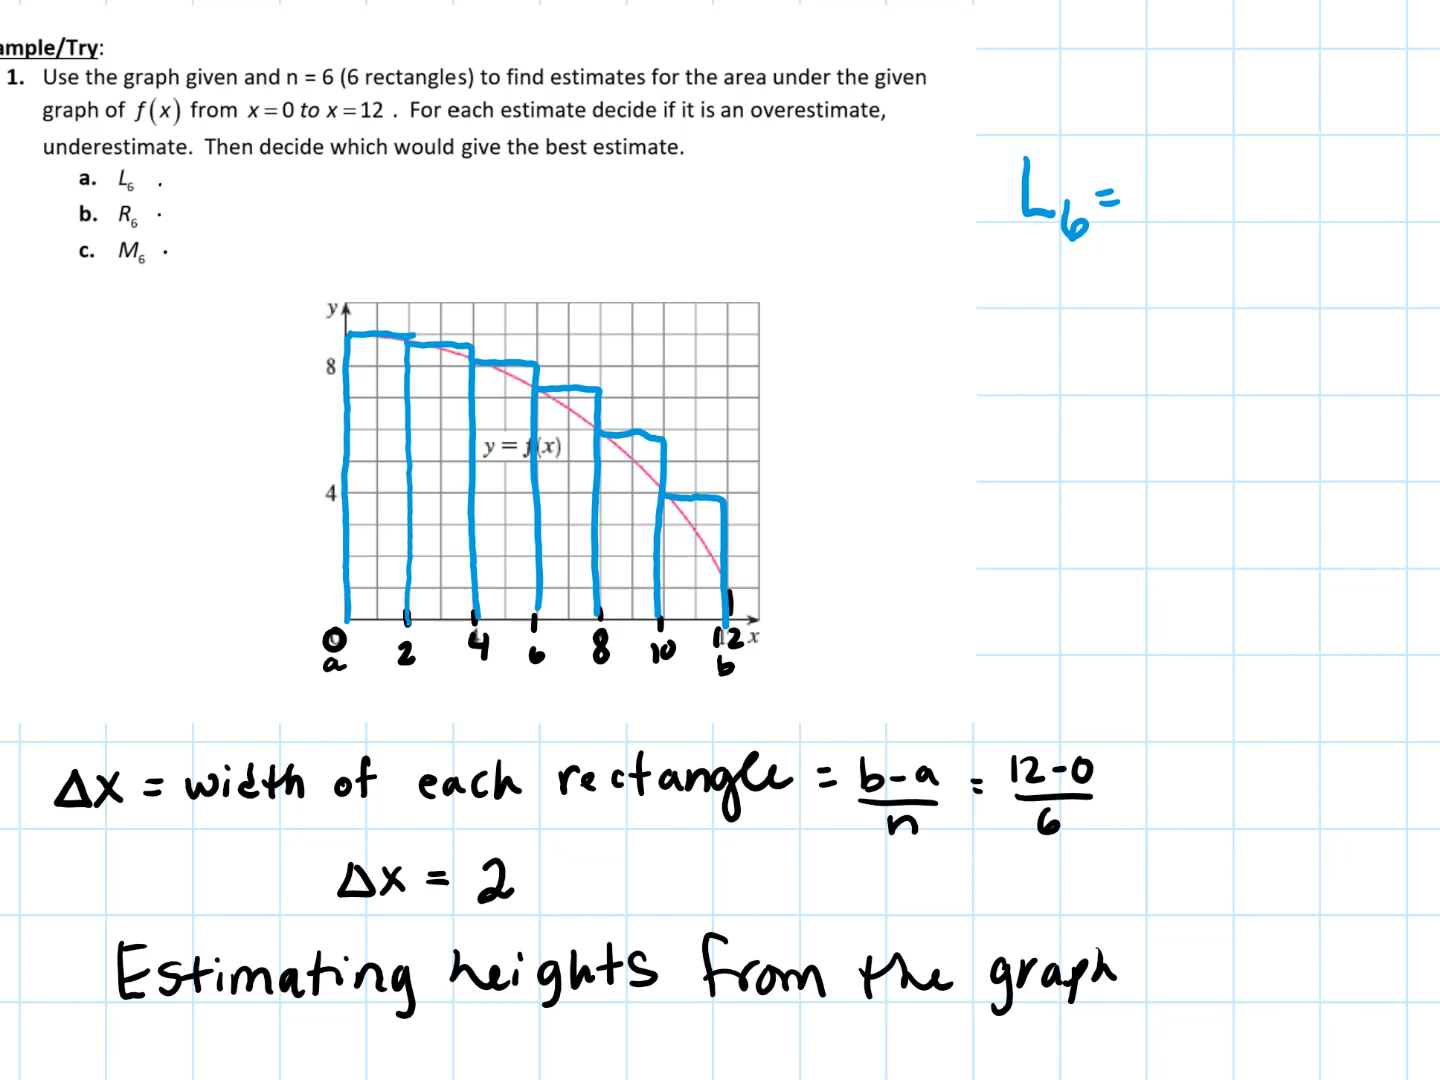 ample/Try:
1. Use the graph given and n = 6 (6 rectangles) to find estimates for the area under the given
graph of f(x) from x = 0 to x = 12 . For each estimate decide if it is an overestimate,
underestimate. Then decide which would give the best estimate.
a. L₆ .
b. R₆ .
c. M₆ .
L₆ =
y
8
y = f(x)
4
0 2 4 6 8 10 12 x
a b
Δx = width of each rectangle = b-a/n = 12-0/6
Δx = 2
Estimating heights from the graph